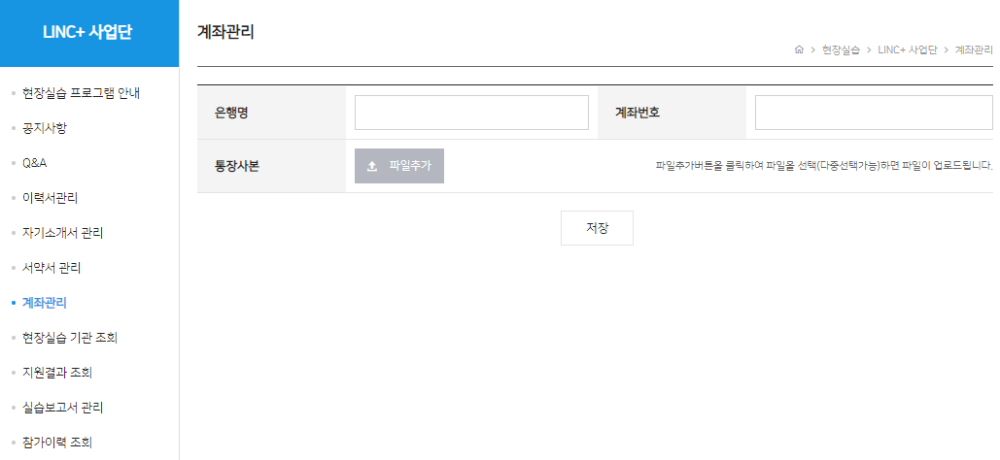 LINC+ 사업단
현장실습 프로그램 안내
공지사항
Q&A
이력서관리
자기소개서 관리
서약서 관리
계좌관리
현장실습 기관 조회
지원결과 조회
실습보고서 관리
참가이력 조회
계좌관리
현장실습 > LINC+ 사업단 > 계좌관리
은행명
계좌번호
통장사본
파일추가
파일추가버튼을 클릭하여 파일을 선택(다중선택가능)하면 파일이 업로드됩니다.
저장